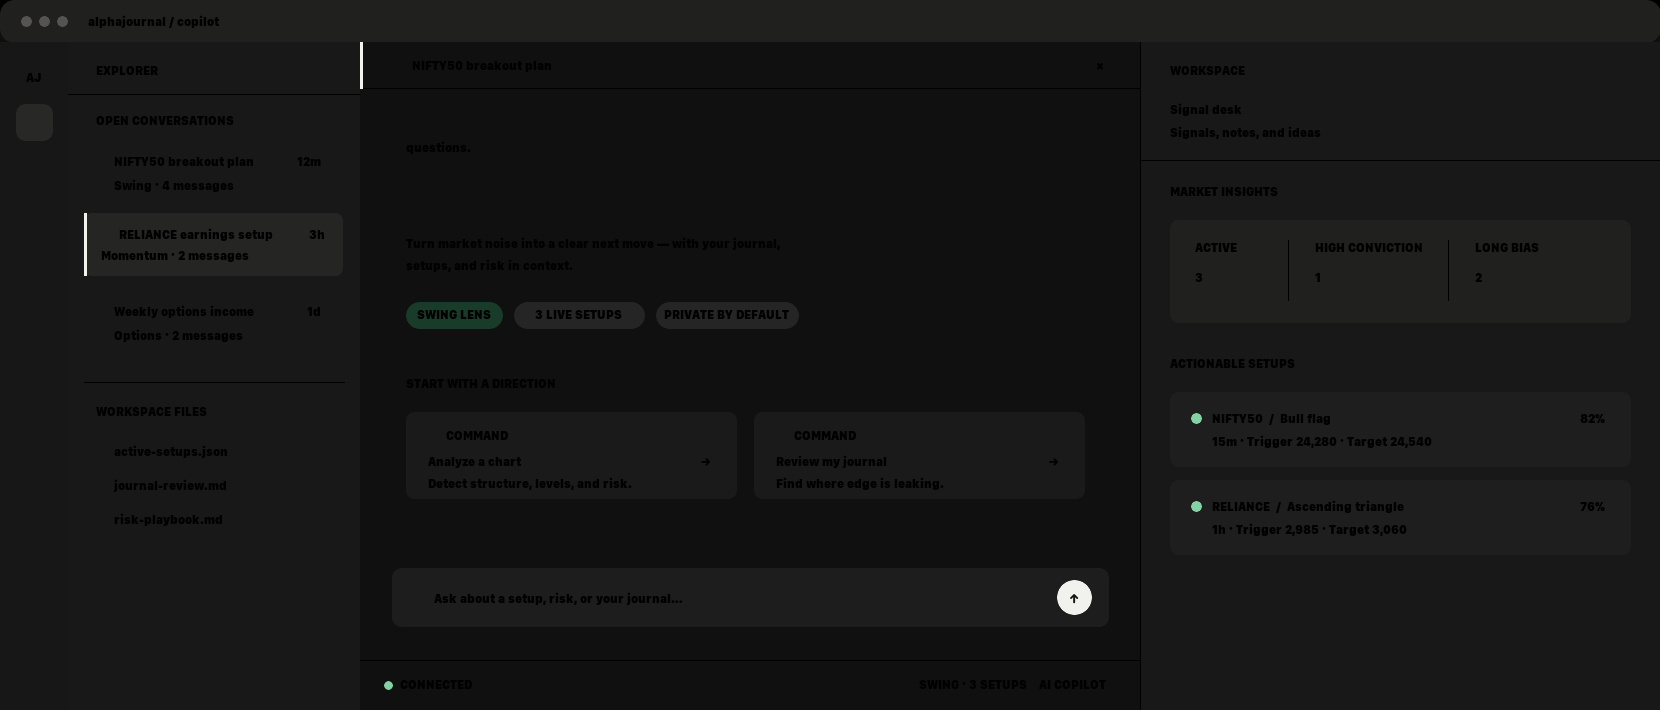 alphajournal / copilot
AJ
EXPLORER
OPEN CONVERSATIONS
NIFTY50 breakout plan 12m
Swing · 4 messages
RELIANCE earnings setup 3h
Momentum · 2 messages
Weekly options income 1d
Options · 2 messages
WORKSPACE FILES
active-setups.json
journal-review.md
risk-playbook.md
NIFTY50 breakout plan ×
questions.
Turn market noise into a clear next move — with your journal,
setups, and risk in context.
SWING LENS 3 LIVE SETUPS PRIVATE BY DEFAULT
START WITH A DIRECTION
COMMAND
Analyze a chart →
Detect structure, levels, and risk.
COMMAND
Review my journal →
Find where edge is leaking.
Ask about a setup, risk, or your journal... ↑
CONNECTED SWING · 3 SETUPS AI COPILOT
WORKSPACE
Signal desk
Signals, notes, and ideas
MARKET INSIGHTS
ACTIVE HIGH CONVICTION LONG BIAS
3 1 2
ACTIONABLE SETUPS
NIFTY50 / Bull flag 82%
15m · Trigger 24,280 · Target 24,540
RELIANCE / Ascending triangle 76%
1h · Trigger 2,985 · Target 3,060